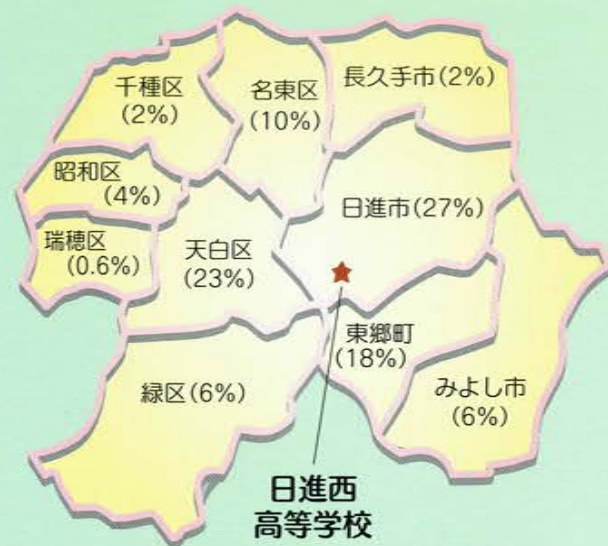 千種区
(2%)
名東区
(10%)
長久手市(2%)
昭和区
(4%)
日進市(27%)
瑞穂区
(0.6%)
天白区
(23%)
東郷町
(18%)
緑区(6%)
みよし市
(6%)
日進西
高等学校